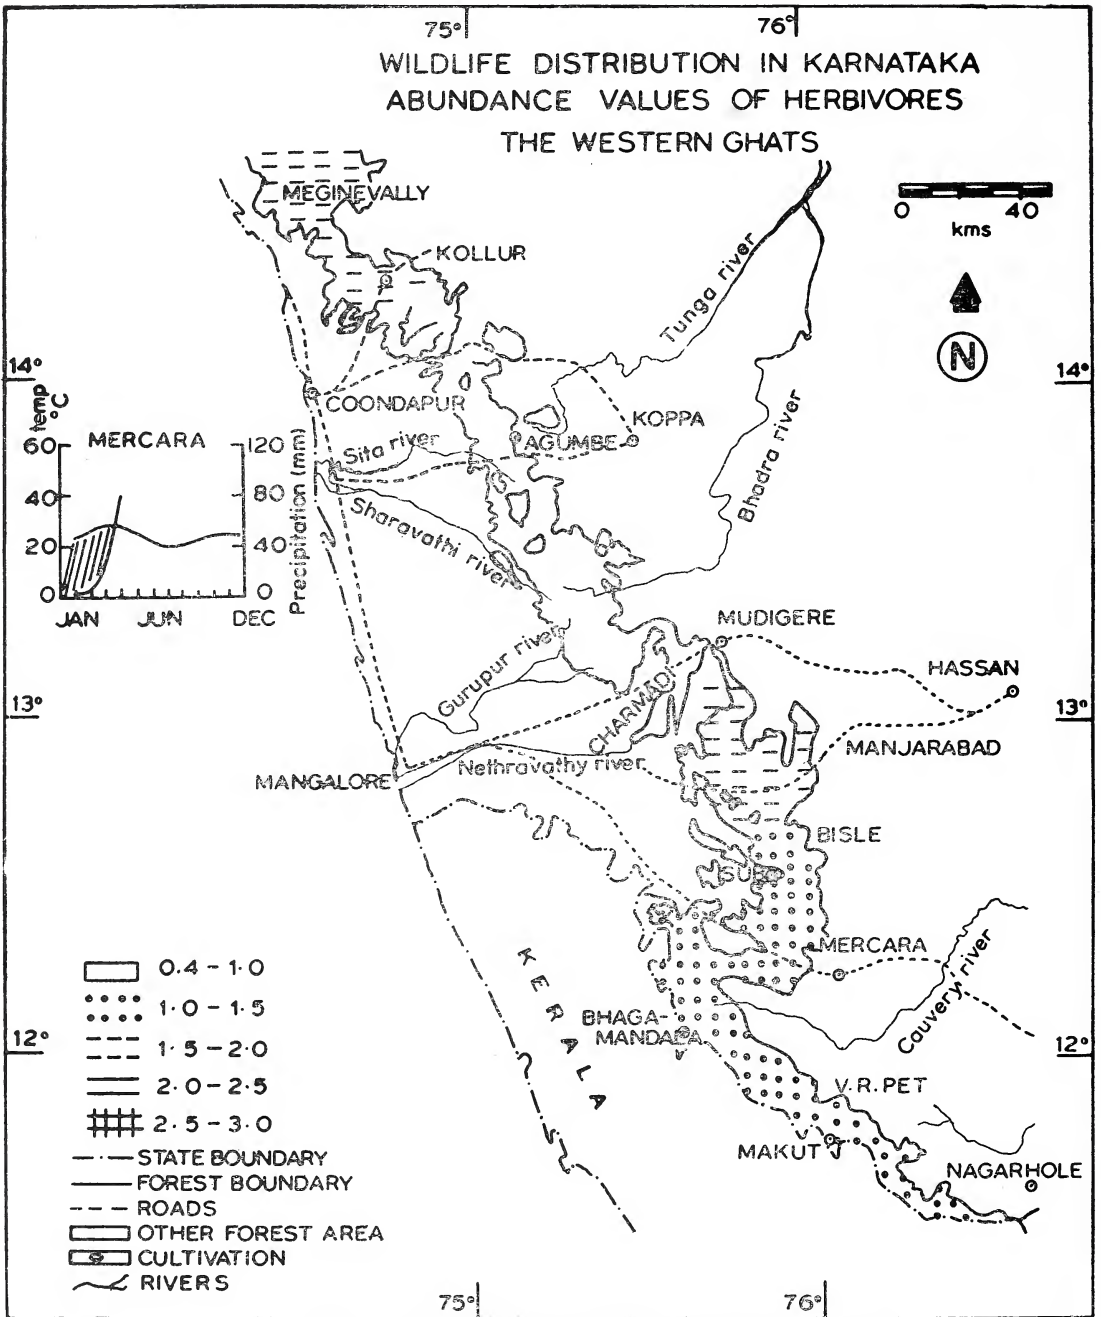 75°
76°
WILDLIFE DISTRIBUTION IN KARNATAKA
ABUNDANCE VALUES OF HERBIVORES
THE WESTERN GHATS
MEGINEVALLY
0 40
kms
KOLLUR
N
Tunga river
14°
14°
COONDAPUR
KOPPA
AGUMBE
Sita river
Bhadra river
Sharavathi river
temp °C
MERCARA
Precipitation (mm)
60
40
20
0
120
80
40
0
JAN JUN DEC
MUDIGERE
HASSAN
Gurupur river
CHARMADI
13°
13°
MANJARABAD
Nethravathy river
MANGALORE
BISLE
SUB
MERCARA
Cauvery river
KERALA
BHAGA-
MANDALA
12°
12°
V.R.PET
MAKUT
NAGARHOLE
0.4-1.0
1.0-1.5
1.5-2.0
2.0-2.5
2.5-3.0
STATE BOUNDARY
FOREST BOUNDARY
ROADS
OTHER FOREST AREA
CULTIVATION
RIVERS
75°
76°